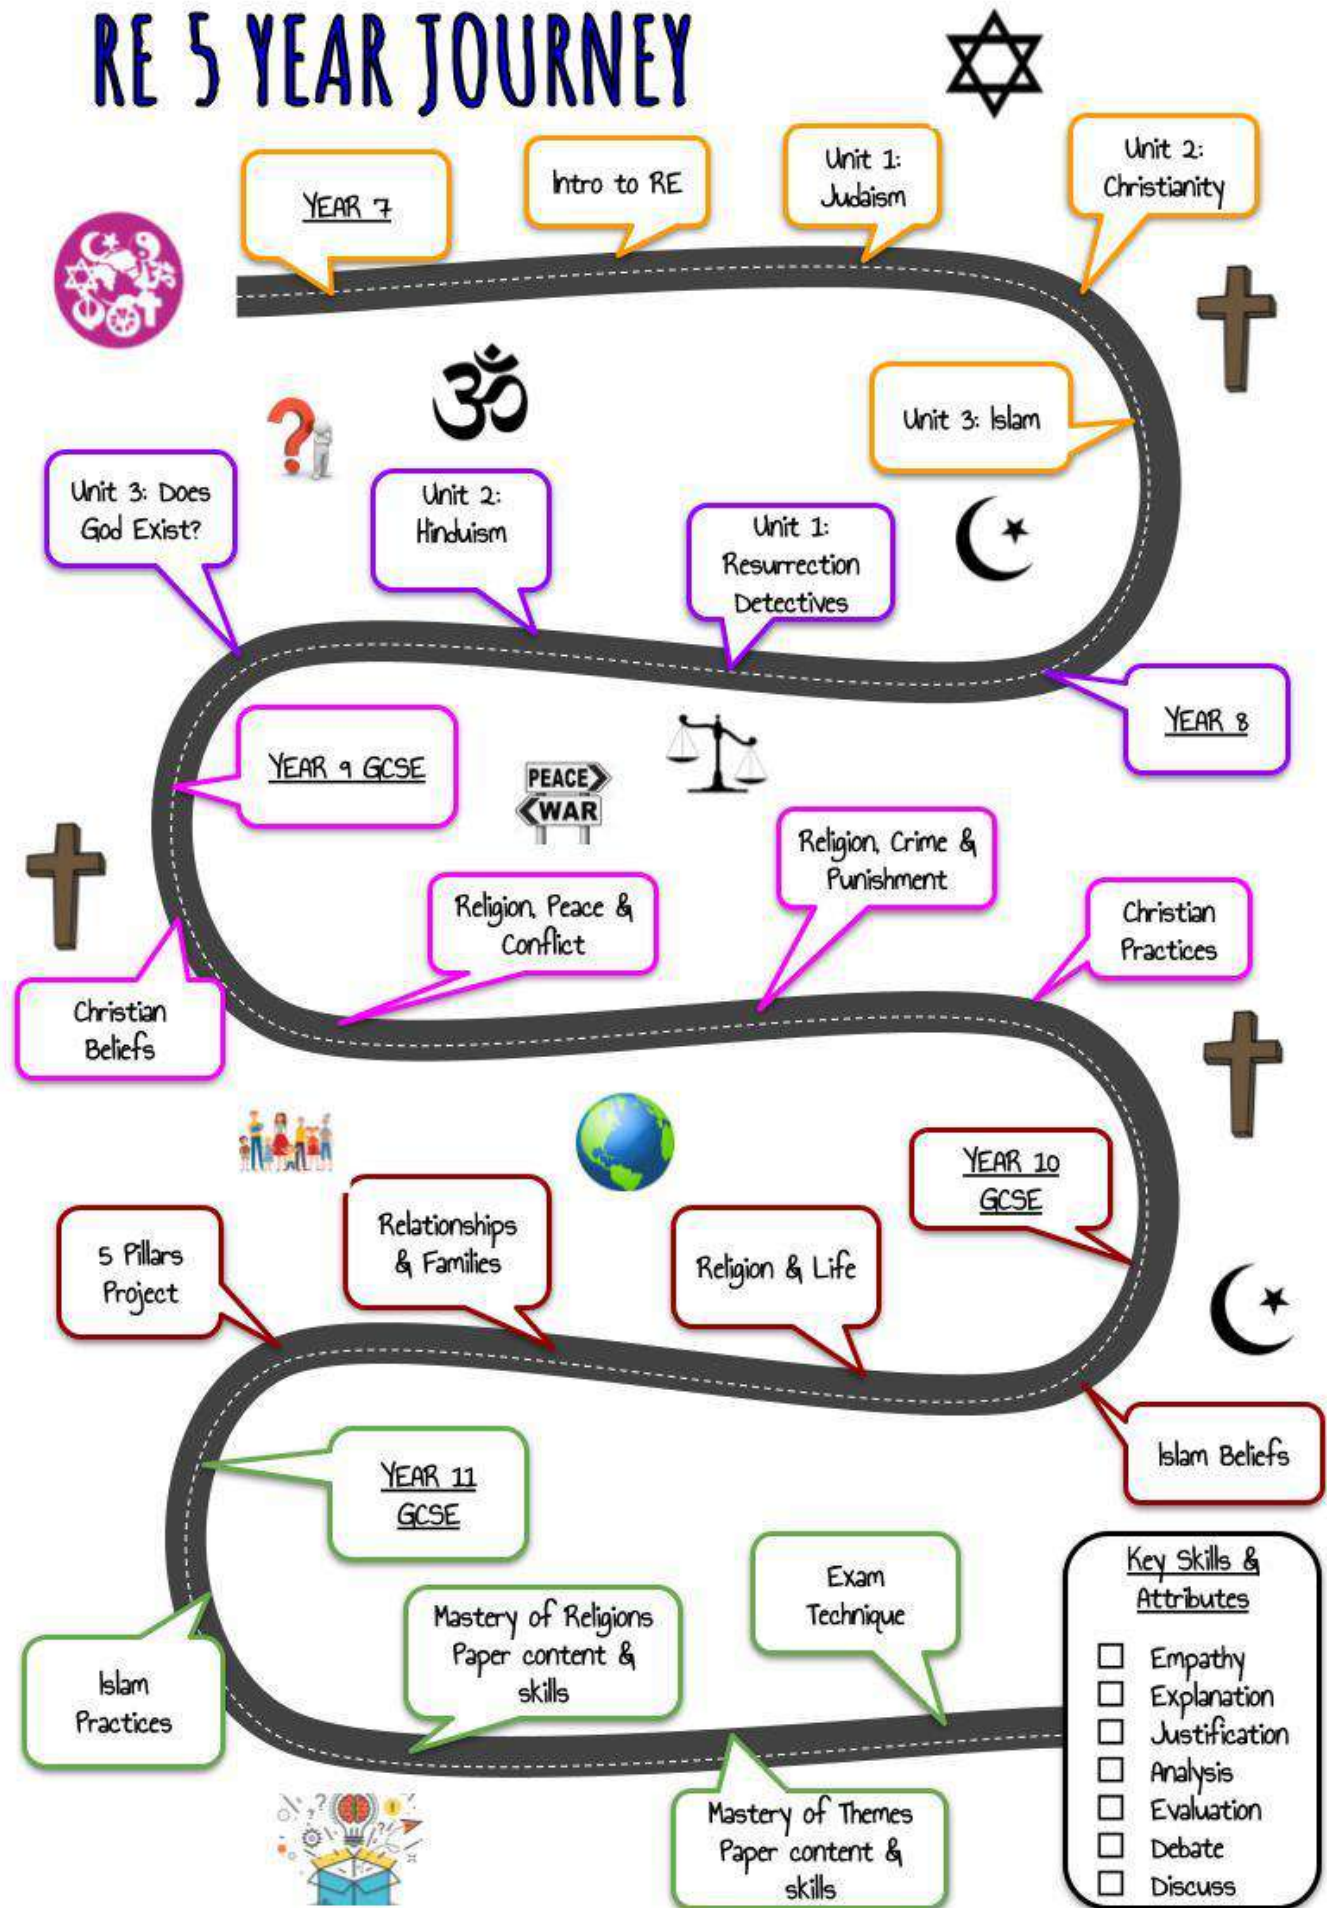 RE 5 YEAR JOURNEY
YEAR 7
Intro to RE
Unit 1:
Judaism
Unit 2:
Christianity
Unit 3: Islam
YEAR 8
Unit 1:
Resurrection
Detectives
Unit 2:
Hinduism
Unit 3: Does
God Exist?
YEAR 9 GCSE
PEACE
WAR
Christian
Beliefs
Religion, Peace &
Conflict
Religion, Crime &
Punishment
Christian
Practices
YEAR 10
GCSE
Islam Beliefs
Religion & Life
Relationships
& Families
5 Pillars
Project
YEAR 11
GCSE
Islam
Practices
Mastery of Religions
Paper content &
skills
Mastery of Themes
Paper content &
skills
Exam
Technique
Key Skills &
Attributes
Empathy
Explanation
Justification
Analysis
Evaluation
Debate
Discuss